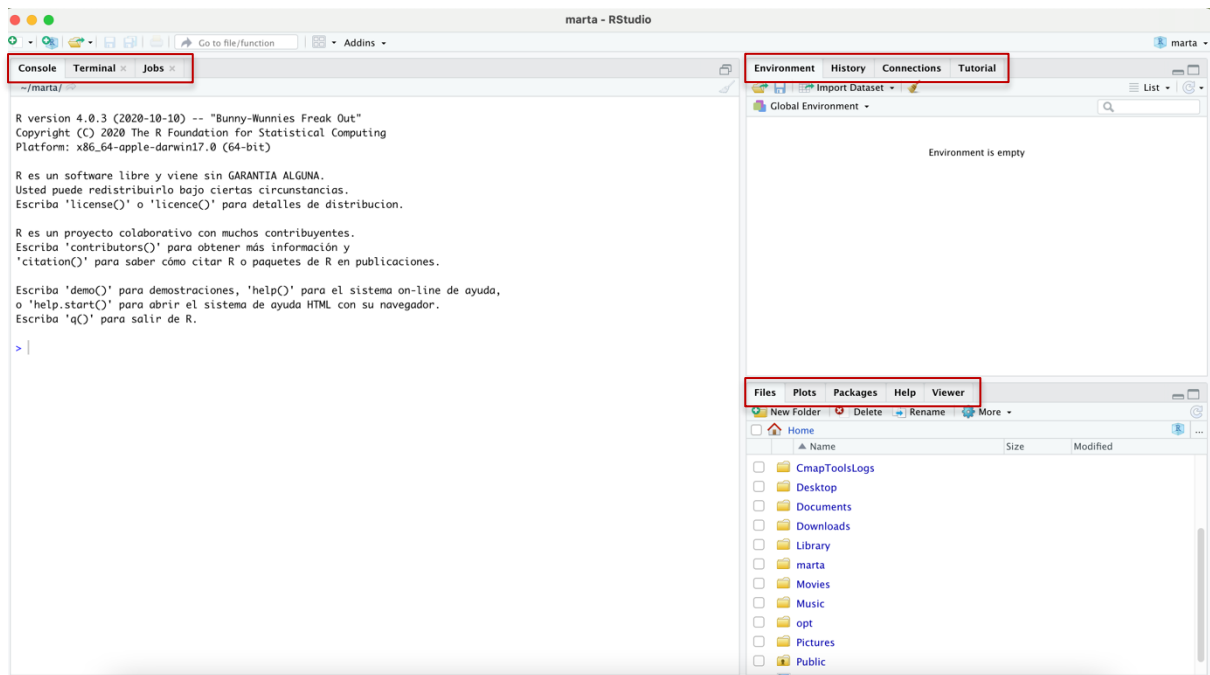 marta - RStudio
Go to file/function
Addins
marta
Console Terminal Jobs
~/marta/
R version 4.0.3 (2020-10-10) -- "Bunny-Wunnies Freak Out"
Copyright (C) 2020 The R Foundation for Statistical Computing
Platform: x86_64-apple-darwin17.0 (64-bit)
R es un software libre y viene sin GARANTIA ALGUNA.
Usted puede redistribuirlo bajo ciertas circunstancias.
Escriba 'license()' o 'licence()' para detalles de distribucion.
R es un proyecto colaborativo con muchos contribuyentes.
Escriba 'contributors()' para obtener más información y
'citation()' para saber cómo citar R o paquetes de R en publicaciones.
Escriba 'demo()' para demostraciones, 'help()' para el sistema on-line de ayuda,
o 'help.start()' para abrir el sistema de ayuda HTML con su navegador.
Escriba 'q()' para salir de R.
>
Environment History Connections Tutorial
Import Dataset
List
Global Environment
Environment is empty
Files Plots Packages Help Viewer
New Folder Delete Rename More
Home
...
Name Size Modified
CmapToolsLogs
Desktop
Documents
Downloads
Library
marta
Movies
Music
opt
Pictures
Public